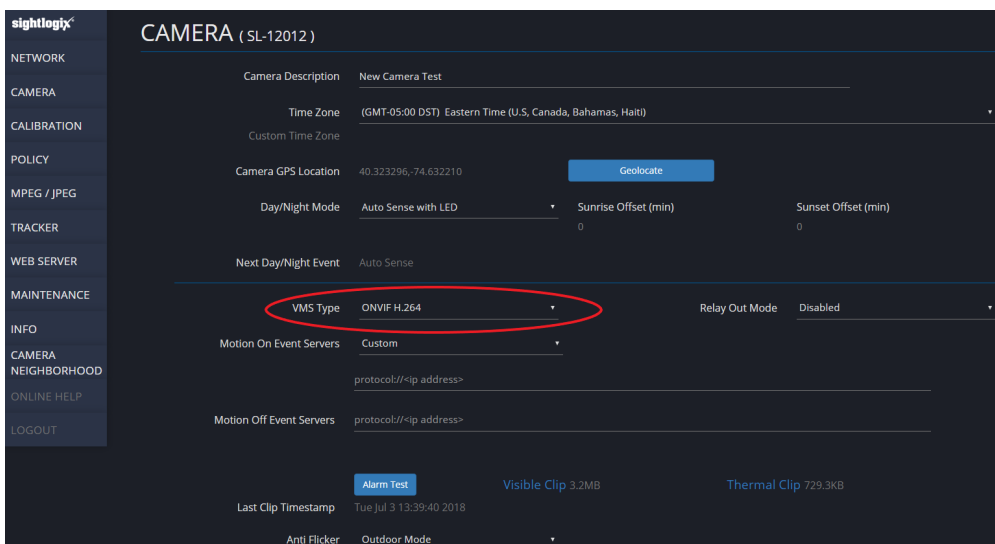 sightlogix
CAMERA ( SL-12012 )
NETWORK
CAMERA
CALIBRATION
POLICY
MPEG / JPEG
TRACKER
WEB SERVER
MAINTENANCE
INFO
CAMERA
NEIGHBORHOOD
ONLINE HELP
LOGOUT
Camera Description New Camera Test
Time Zone (GMT-05:00 DST) Eastern Time (U.S, Canada, Bahamas, Haiti)
Custom Time Zone
Camera GPS Location 40.323296,-74.632210 Geolocate
Day/Night Mode Auto Sense with LED Sunrise Offset (min) Sunset Offset (min)
0 0
Next Day/Night Event Auto Sense
VMS Type ONVIF H.264 Relay Out Mode Disabled
Motion On Event Servers Custom
protocol://<ip address>
Motion Off Event Servers protocol://<ip address>
Alarm Test Visible Clip 3.2MB Thermal Clip 729.3KB
Last Clip Timestamp Tue Jul 3 13:39:40 2018
Anti Flicker Outdoor Mode